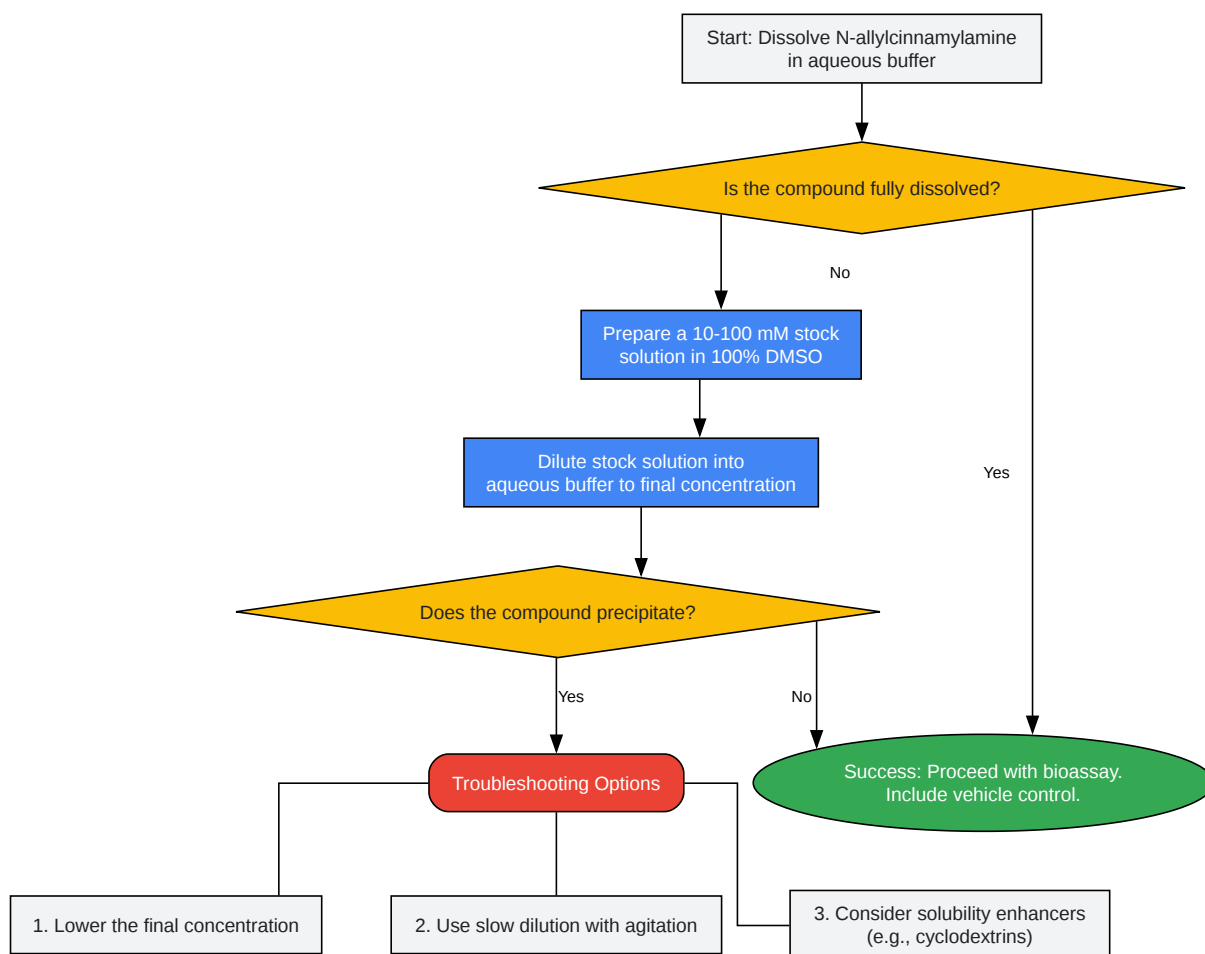 Start: Dissolve N-allylcinnamylamine
in aqueous buffer
Is the compound fully dissolved?
No
Prepare a 10-100 mM stock
solution in 100% DMSO
Dilute stock solution into
aqueous buffer to final concentration
Yes
Does the compound precipitate?
Yes
No
Success: Proceed with bioassay.
Include vehicle control.
Troubleshooting Options
1. Lower the final concentration
2. Use slow dilution with agitation
3. Consider solubility enhancers
(e.g., cyclodextrins)